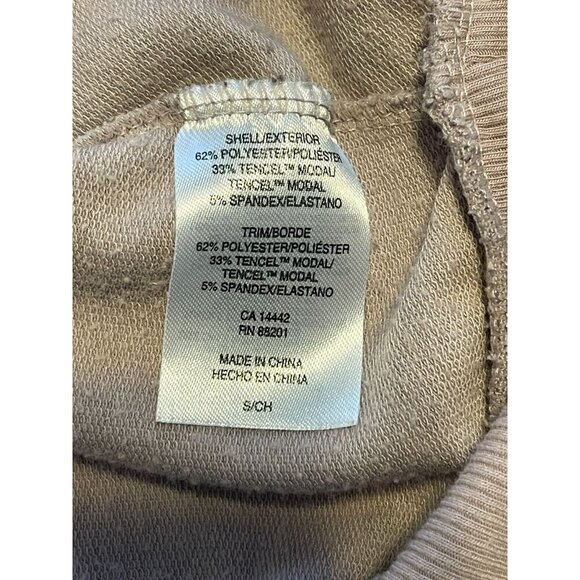 SHELL/EXTERIOR
62% POLYESTER/POLIÉSTER
33% TENCEL™ MODAL/
TENCEL™ MODAL
5% SPANDEX/ELASTANO
TRIM/BORDE
62% POLYESTER/POLIÉSTER
33% TENCEL™ MODAL/
TENCEL™ MODAL
5% SPANDEX/ELASTANO
CA 14442
RN 85201
MADE IN CHINA
HECHO EN CHINA
S/CH